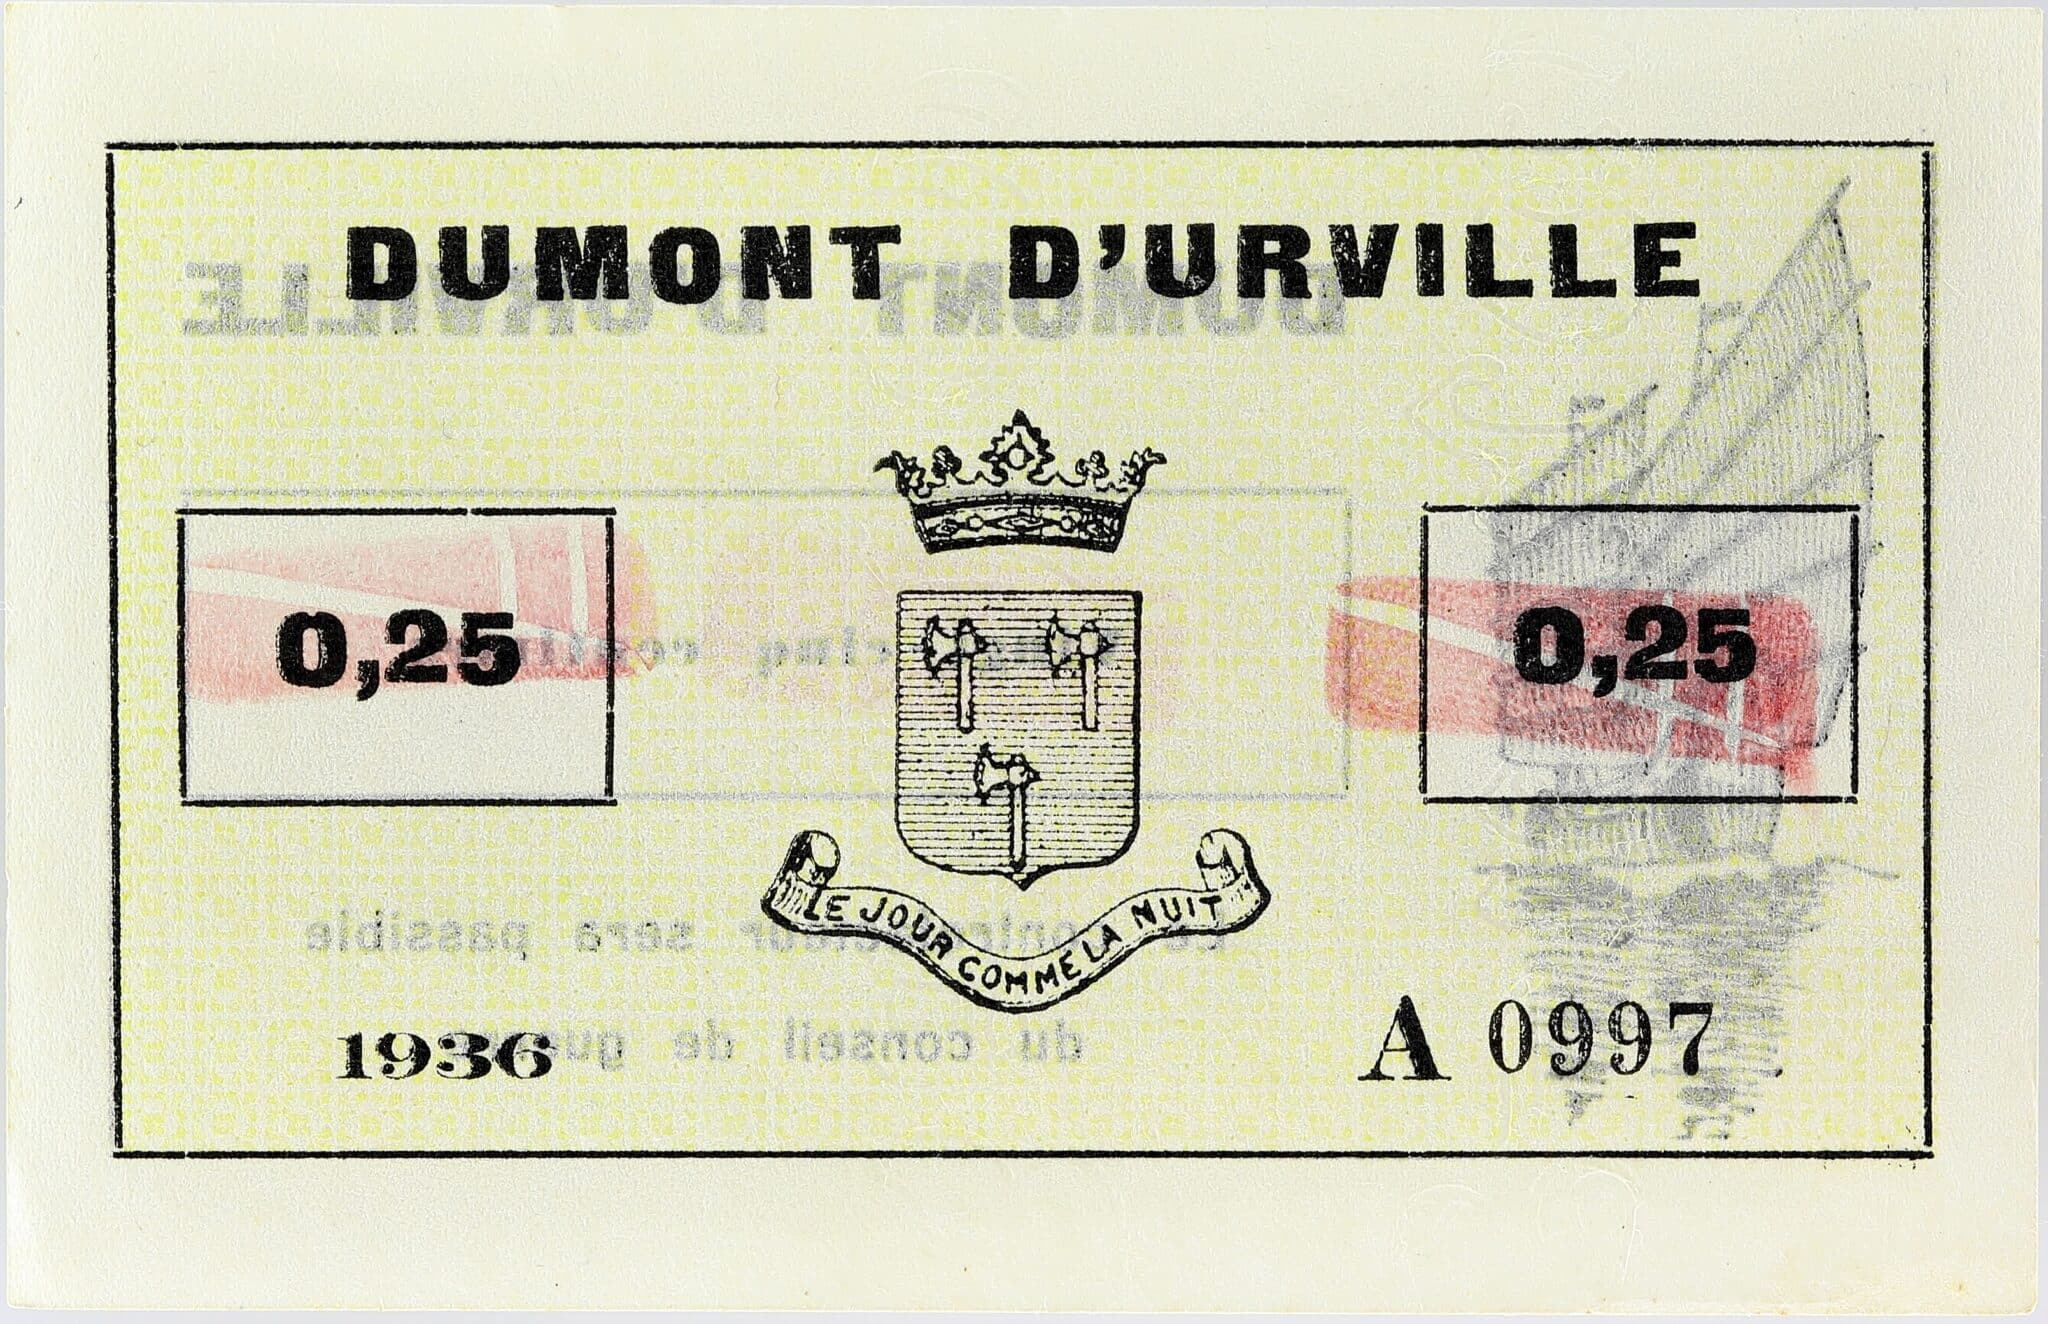 DUMONT D'URVILLE
0,25
0,25
LE JOUR COMME LA NUIT
1936
A 0997